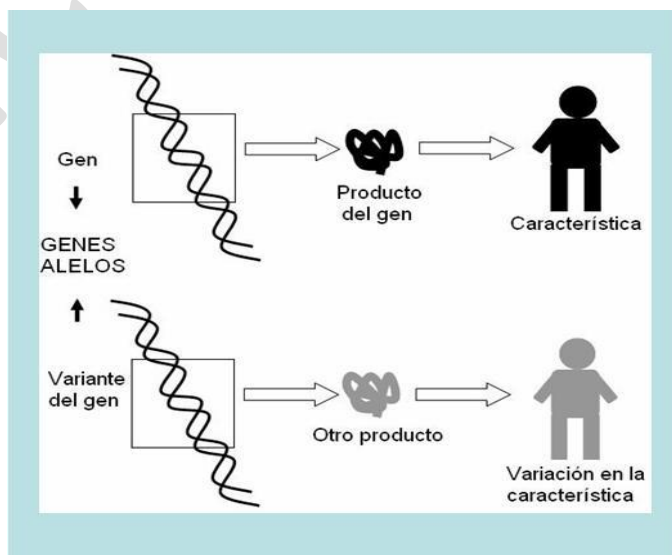 Gen
Producto
del gen
Característica
GENES
ALELOS
Variante
del gen
Otro producto
Variación en la
característica